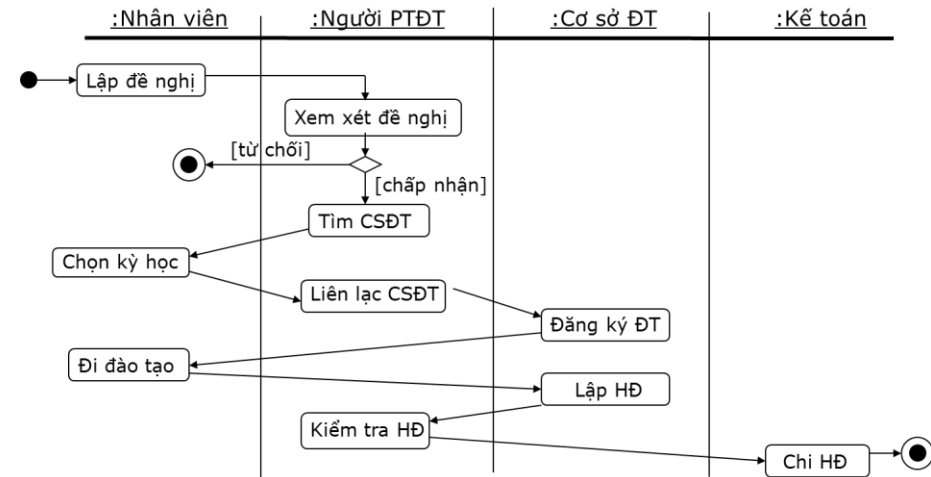 :Nhân viên
:Người PTĐT
:Cơ sở ĐT
:Kế toán
Lập đề nghị
Xem xét đề nghị
[từ chối]
[chấp nhận]
Tìm CSĐT
Chọn kỳ học
Liên lạc CSĐT
Đăng ký ĐT
Đi đào tạo
Lập HĐ
Kiểm tra HĐ
Chi HĐ